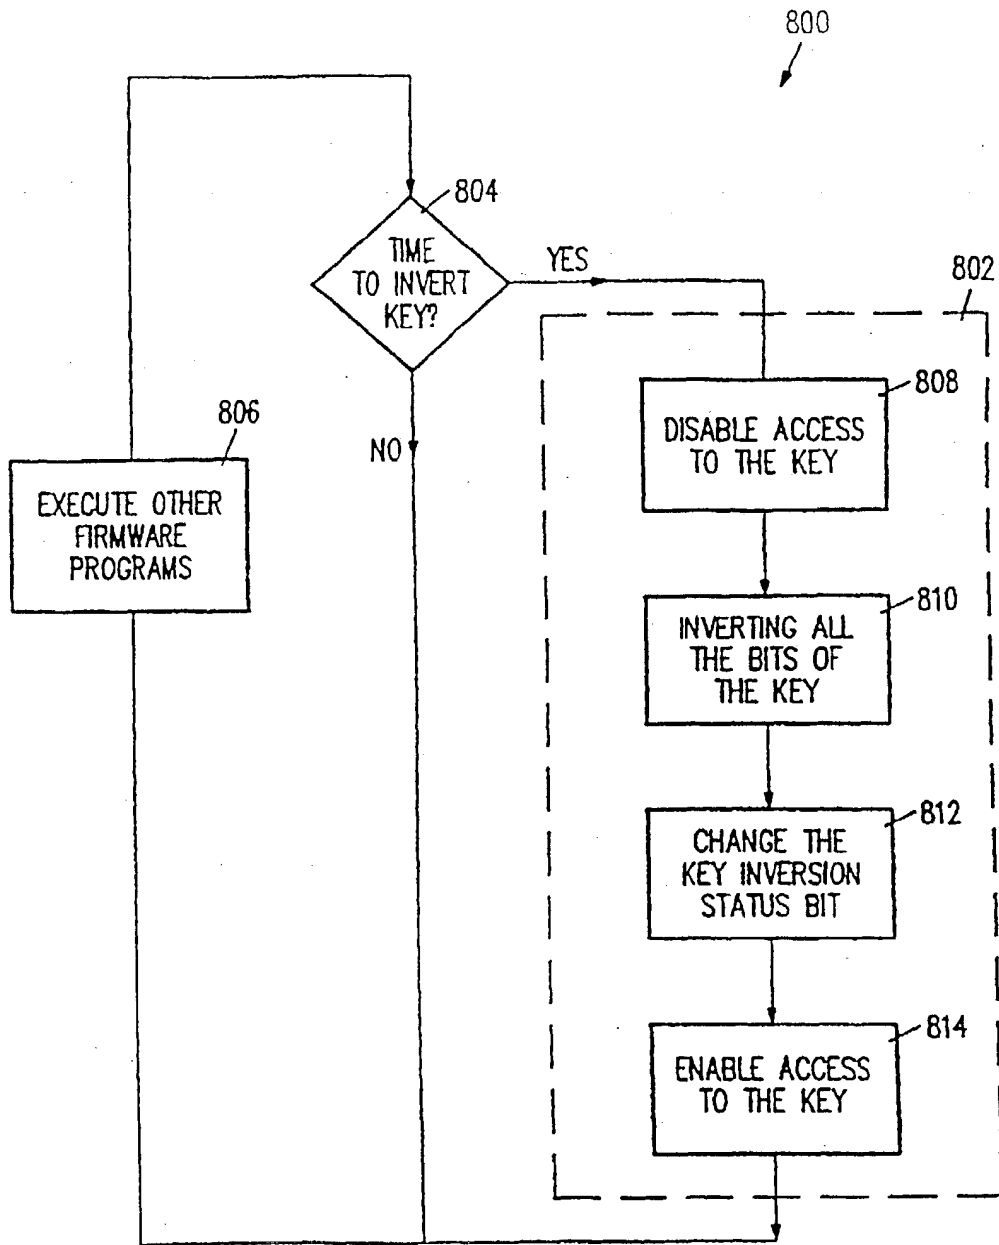 800
804
TIME
TO INVERT
KEY?
YES
802
NO
806
EXECUTE OTHER
FIRMWARE
PROGRAMS
808
DISABLE ACCESS
TO THE KEY
810
INVERTING ALL
THE BITS OF
THE KEY
812
CHANGE THE
KEY INVERSION
STATUS BIT
814
ENABLE ACCESS
TO THE KEY